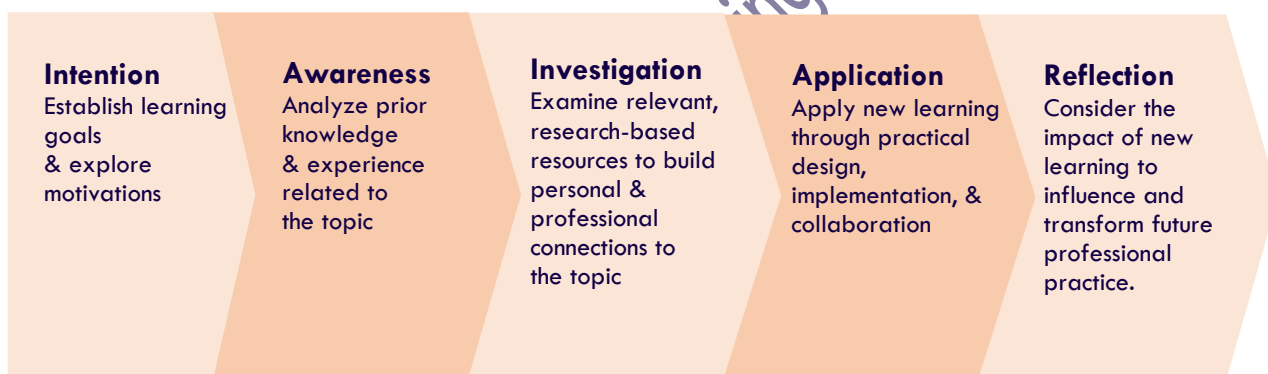 Intention
Establish learning
goals
& explore
motivations
Awareness
Analyze prior
knowledge
& experience
related to
the topic
Investigation
Examine relevant,
research-based
resources to build
personal &
professional
connections to
the topic
Application
Apply new learning
through practical
design,
implementation, &
collaboration
Reflection
Consider the
impact of new
learning to
influence and
transform future
professional
practice.